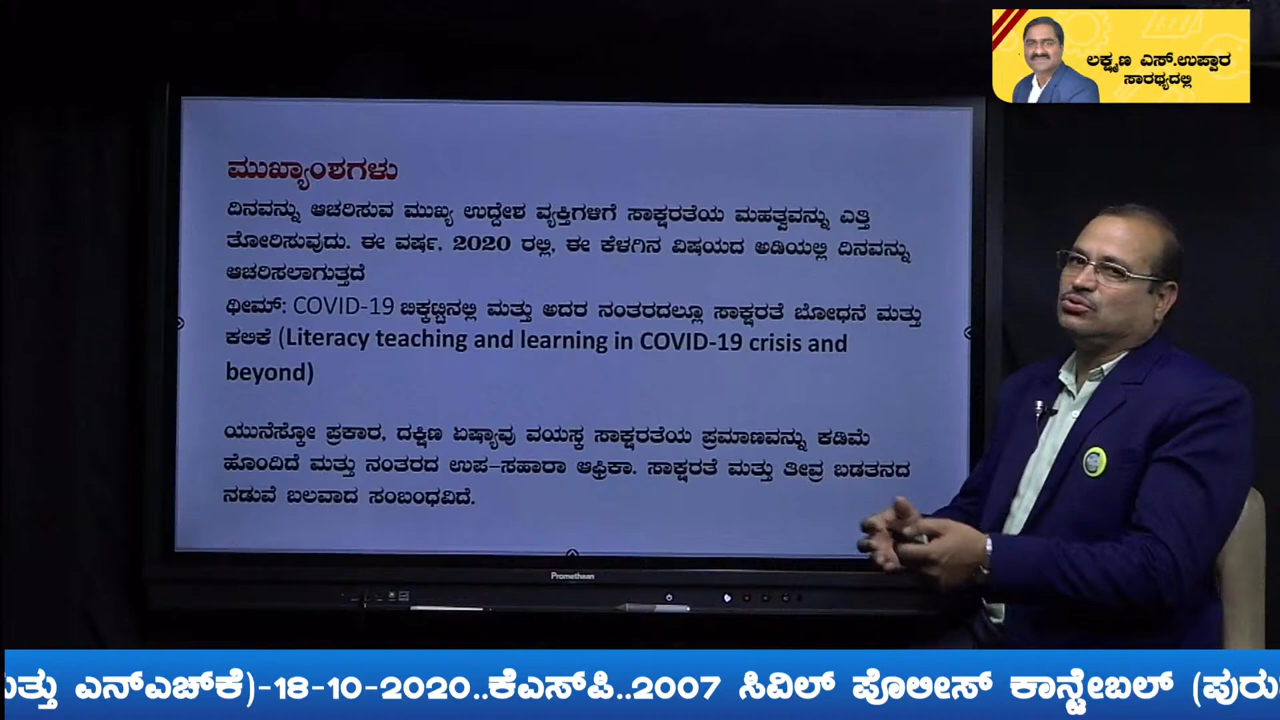 ಲಕ್ಷ್ಮಣ ಎಸ್.ಉಪ್ಪಾರ
ಸಾರಥ್ಯದಲ್ಲಿ
ಮುಖ್ಯಾಂಶಗಳು
ದಿನವನ್ನು ಆಚರಿಸುವ ಮುಖ್ಯ ಉದ್ದೇಶ ವ್ಯಕ್ತಿಗಳಿಗೆ ಸಾಕ್ಷರತೆಯ ಮಹತ್ವವನ್ನು ಎತ್ತಿ
ತೋರಿಸುವುದು. ಈ ವರ್ಷ, 2020 ರಲ್ಲಿ, ಈ ಕೆಳಗಿನ ವಿಷಯದ ಅಡಿಯಲ್ಲಿ ದಿನವನ್ನು
ಆಚರಿಸಲಾಗುತ್ತದೆ
ಥೀಮ್: COVID-19 ಬಿಕ್ಕಟ್ಟಿನಲ್ಲಿ ಮತ್ತು ಅದರ ನಂತರದಲ್ಲೂ ಸಾಕ್ಷರತೆ ಬೋಧನೆ ಮತ್ತು
ಕಲಿಕೆ (Literacy teaching and learning in COVID-19 crisis and
beyond)
ಯುನೆಸ್ಕೋ ಪ್ರಕಾರ, ದಕ್ಷಿಣ ಏಷ್ಯಾವು ವಯಸ್ಕ ಸಾಕ್ಷರತೆಯ ಪ್ರಮಾಣವನ್ನು ಕಡಿಮೆ
ಹೊಂದಿದೆ ಮತ್ತು ನಂತರದ ಉಪ-ಸಹಾರಾ ಆಫ್ರಿಕಾ. ಸಾಕ್ಷರತೆ ಮತ್ತು ತೀವ್ರ ಬಡತನದ
ನಡುವೆ ಬಲವಾದ ಸಂಬಂಧವಿದೆ.
Promethean
ಎನ್ಎಚ್‌ಕೆ)-18-10-2020..ಕೆಎಸ್‌ಪಿ..2007 ಸಿವಿಲ್ ಪೊಲೀಸ್ ಕಾನ್ಸ್ಟೇಬಲ್